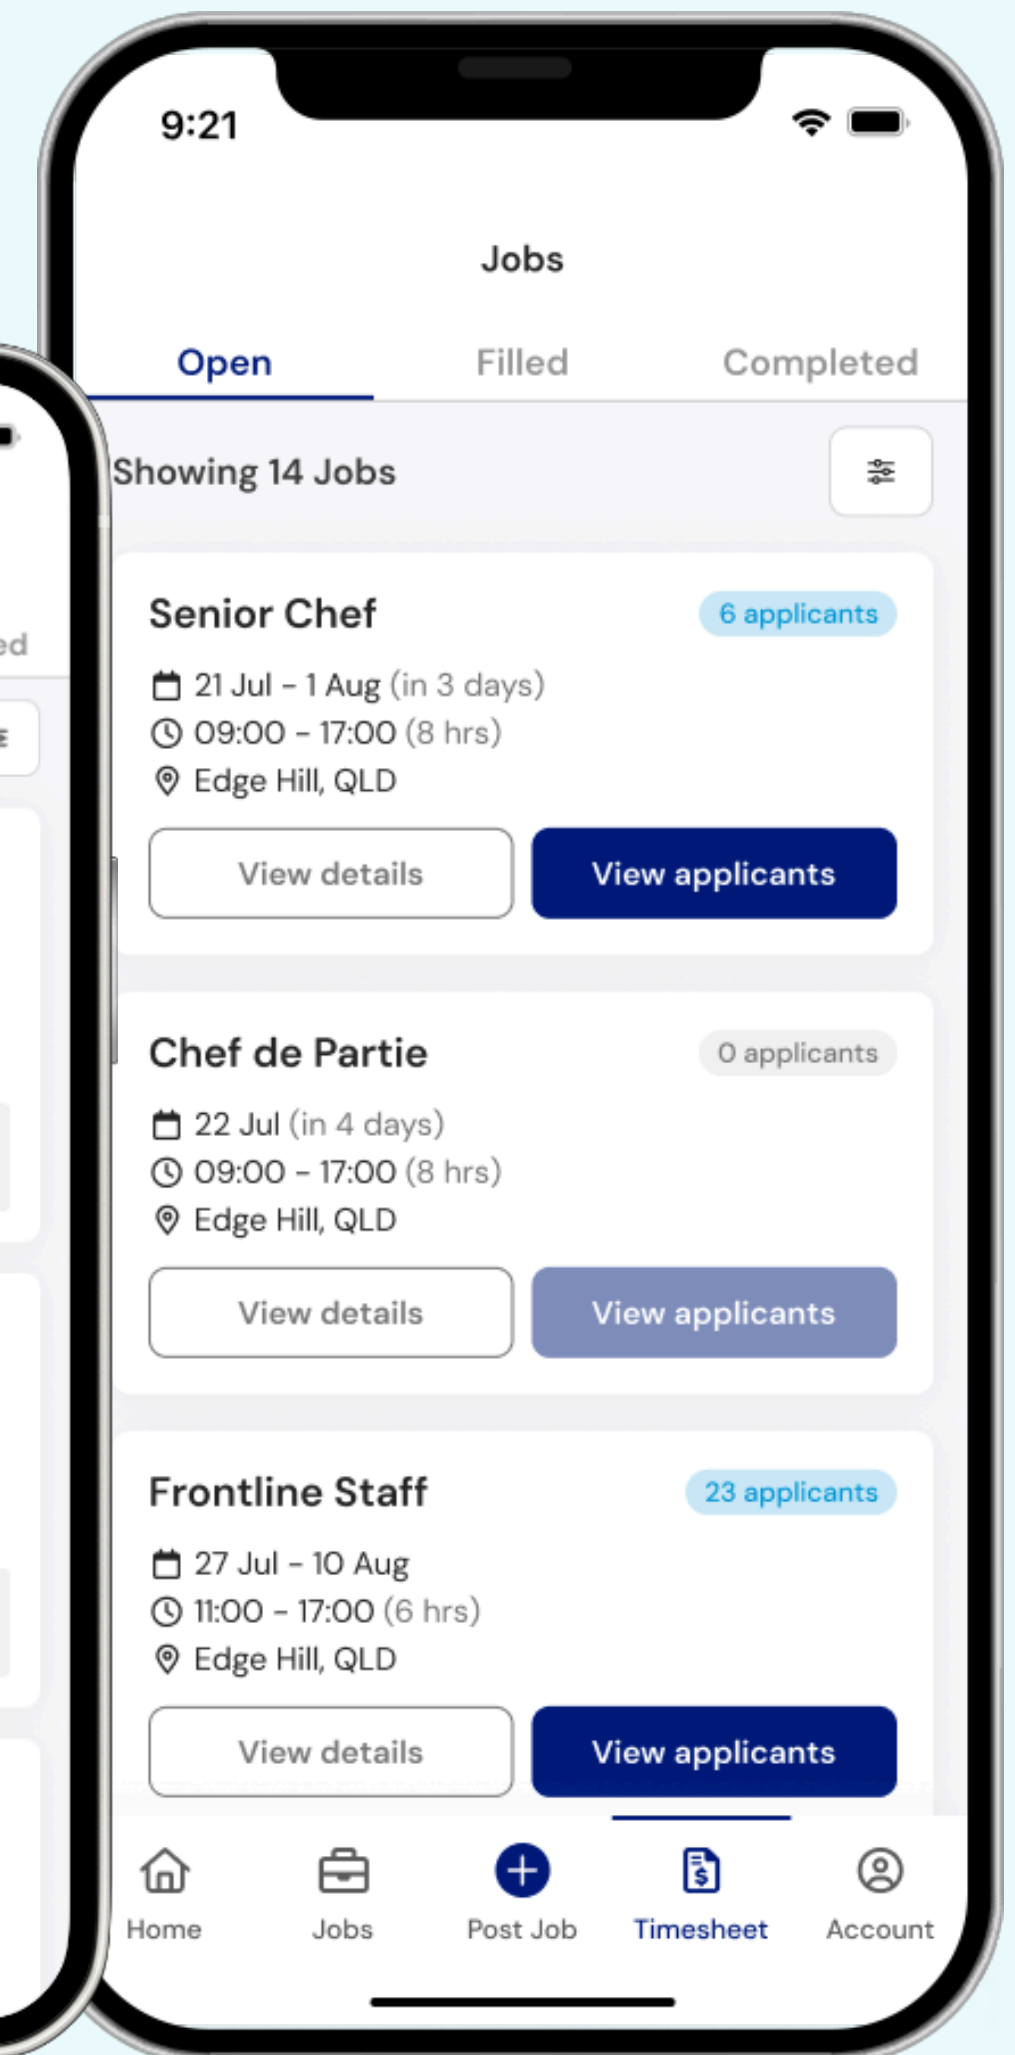 9:21
Jobs
Open Filled Completed
Showing 14 Jobs
Senior Chef 6 applicants
21 Jul – 1 Aug (in 3 days)
09:00 – 17:00 (8 hrs)
Edge Hill, QLD
View details View applicants
Chef de Partie 0 applicants
22 Jul (in 4 days)
09:00 – 17:00 (8 hrs)
Edge Hill, QLD
View details View applicants
Frontline Staff 23 applicants
27 Jul – 10 Aug
11:00 – 17:00 (6 hrs)
Edge Hill, QLD
View details View applicants
Home Jobs Post Job Timesheet Account
ed